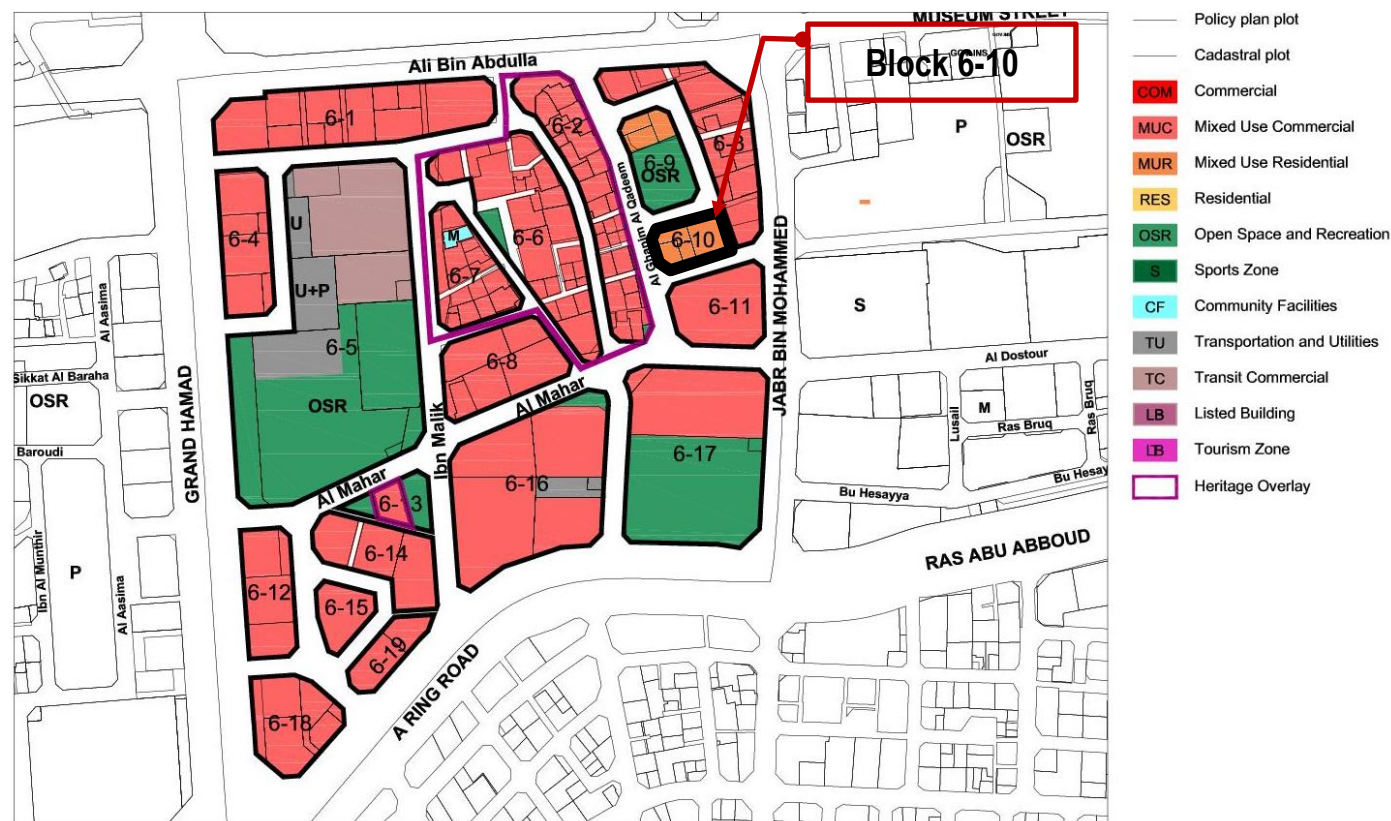 MUSEUM STREET
Block 6-10
GOV.INS
GOV.INS
Ali Bin Abdulla
6-1
6-2
6-3
P
OSR
6-9
OSR
Al Ghanim Al Qadeem
6-10
6-4
U
U+P
6-5
OSR
M
6-6
6-7
6-8
6-11
S
JABR BIN MOHAMMED
Al Aasima
Sikkat Al Baraha
OSR
Baroudi
GRAND HAMAD
Ibn Malik
Al Mahar
Al Mahar
Al Dostour
Lusail
M
Ras Bruq
Ras Bruq
Bu Hesayya
Bu Hesay
6-13
6-16
6-17
6-14
6-12
6-15
6-19
6-18
RAS ABU ABBOUD
A RING ROAD
Ibn Al Munthir
P
Al Aasima
Policy plan plot
Cadastral plot
COM Commercial
MUC Mixed Use Commercial
MUR Mixed Use Residential
RES Residential
OSR Open Space and Recreation
S Sports Zone
CF Community Facilities
TU Transportation and Utilities
TC Transit Commercial
LB Listed Building
Tourism Zone
Heritage Overlay